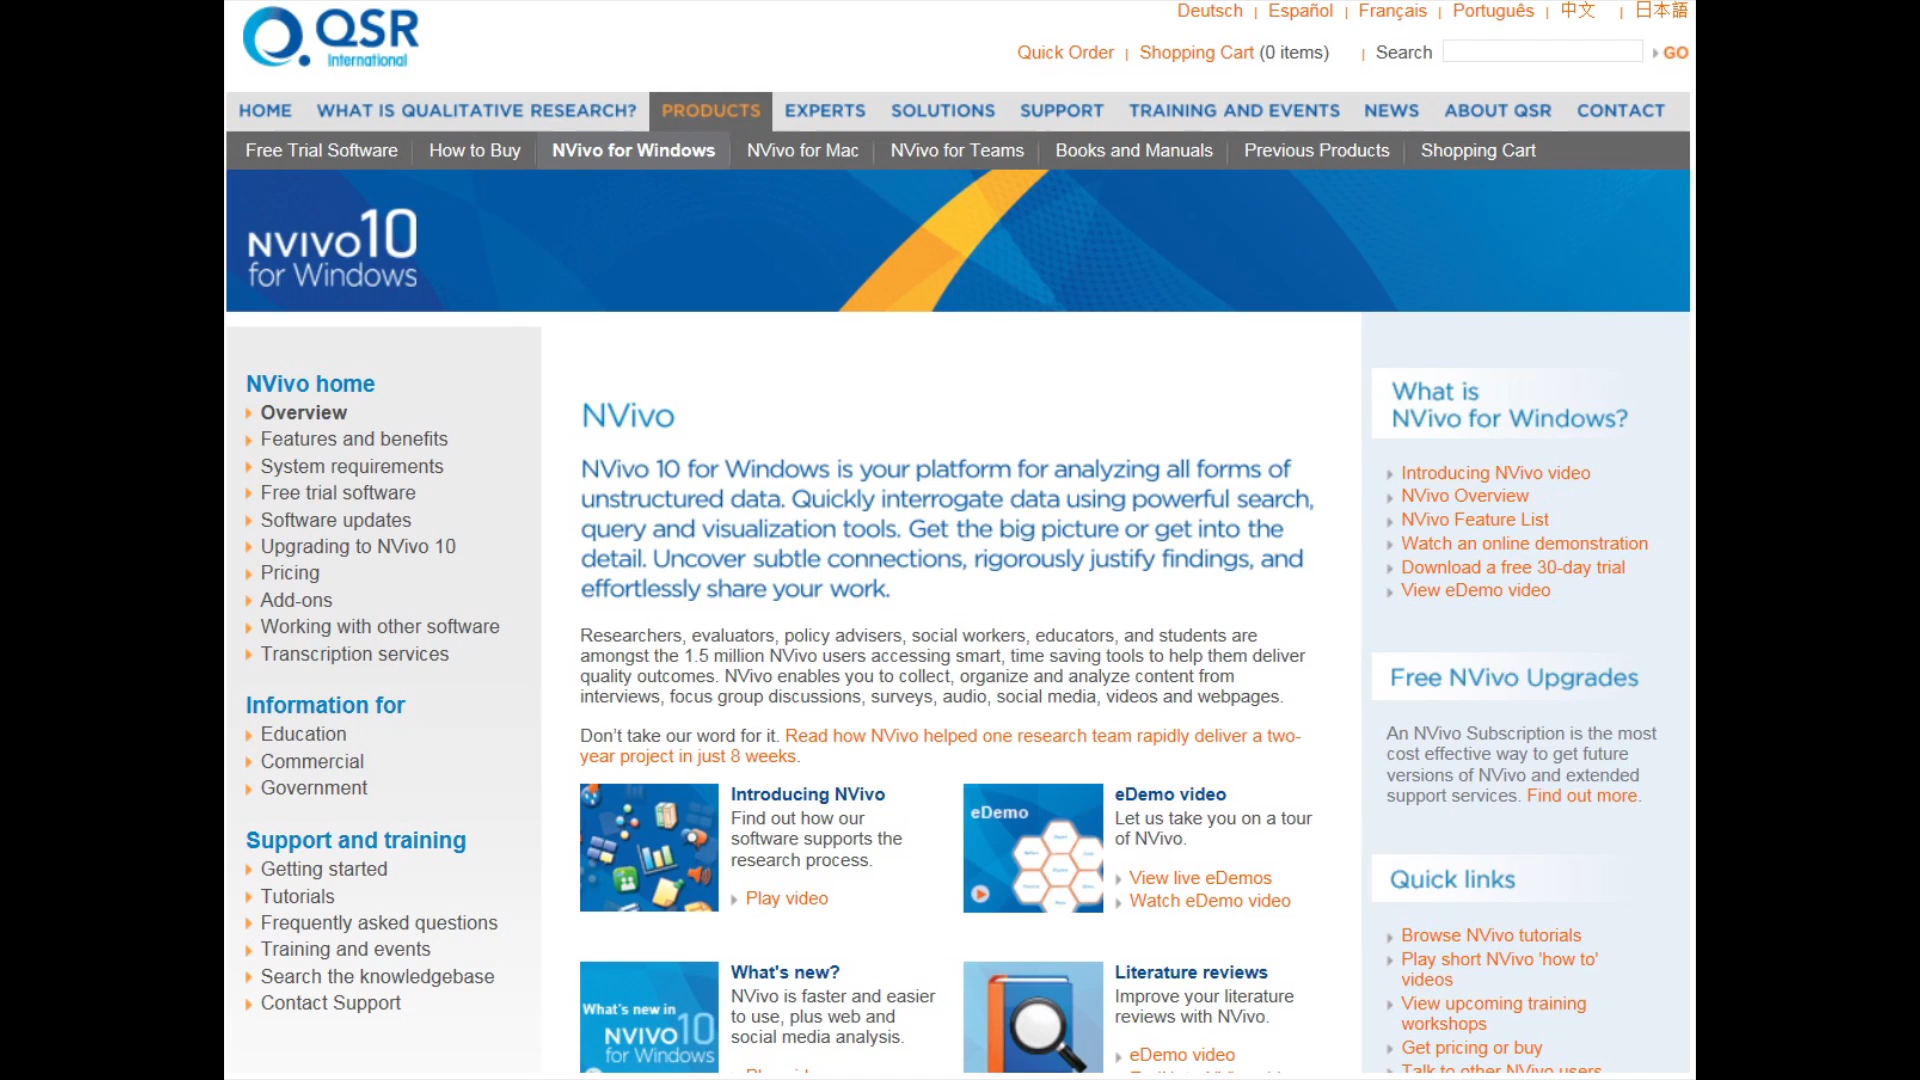 QSR
International
Deutsch | Español | Français | Português | 中文 | 日本語
Quick Order | Shopping Cart (0 items) | Search GO
HOME WHAT IS QUALITATIVE RESEARCH? PRODUCTS EXPERTS SOLUTIONS SUPPORT TRAINING AND EVENTS NEWS ABOUT QSR CONTACT
Free Trial Software How to Buy NVivo for Windows NVivo for Mac NVivo for Teams Books and Manuals Previous Products Shopping Cart
NVIVO10
for Windows
NVivo home
Overview
Features and benefits
System requirements
Free trial software
Software updates
Upgrading to NVivo 10
Pricing
Add-ons
Working with other software
Transcription services
Information for
Education
Commercial
Government
Support and training
Getting started
Tutorials
Frequently asked questions
Training and events
Search the knowledgebase
Contact Support
NVivo
NVivo 10 for Windows is your platform for analyzing all forms of
unstructured data. Quickly interrogate data using powerful search,
query and visualization tools. Get the big picture or get into the
detail. Uncover subtle connections, rigorously justify findings, and
effortlessly share your work.
Researchers, evaluators, policy advisers, social workers, educators, and students are
amongst the 1.5 million NVivo users accessing smart, time saving tools to help them deliver
quality outcomes. NVivo enables you to collect, organize and analyze content from
interviews, focus group discussions, surveys, audio, social media, videos and webpages.
Don't take our word for it. Read how NVivo helped one research team rapidly deliver a two-
year project in just 8 weeks.
Introducing NVivo
Find out how our
software supports the
research process.
Play video
eDemo
eDemo video
Let us take you on a tour
of NVivo.
View live eDemos
Watch eDemo video
What's new in
NVIVO10
for Windows
What's new?
NVivo is faster and easier
to use, plus web and
social media analysis.
Literature reviews
Improve your literature
reviews with NVivo.
eDemo video
What is
NVivo for Windows?
Introducing NVivo video
NVivo Overview
NVivo Feature List
Watch an online demonstration
Download a free 30-day trial
View eDemo video
Free NVivo Upgrades
An NVivo Subscription is the most
cost effective way to get future
versions of NVivo and extended
support services. Find out more.
Quick links
Browse NVivo tutorials
Play short NVivo 'how to'
videos
View upcoming training
workshops
Get pricing or buy
Talk to other NVivo users